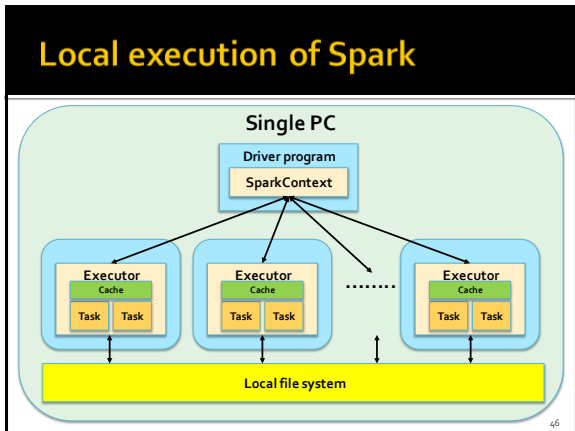 Local execution of Spark
Single PC
Driver program
SparkContext
Executor
Cache
Task Task
Executor
Cache
Task Task
........
Executor
Cache
Task Task
Local file system
46